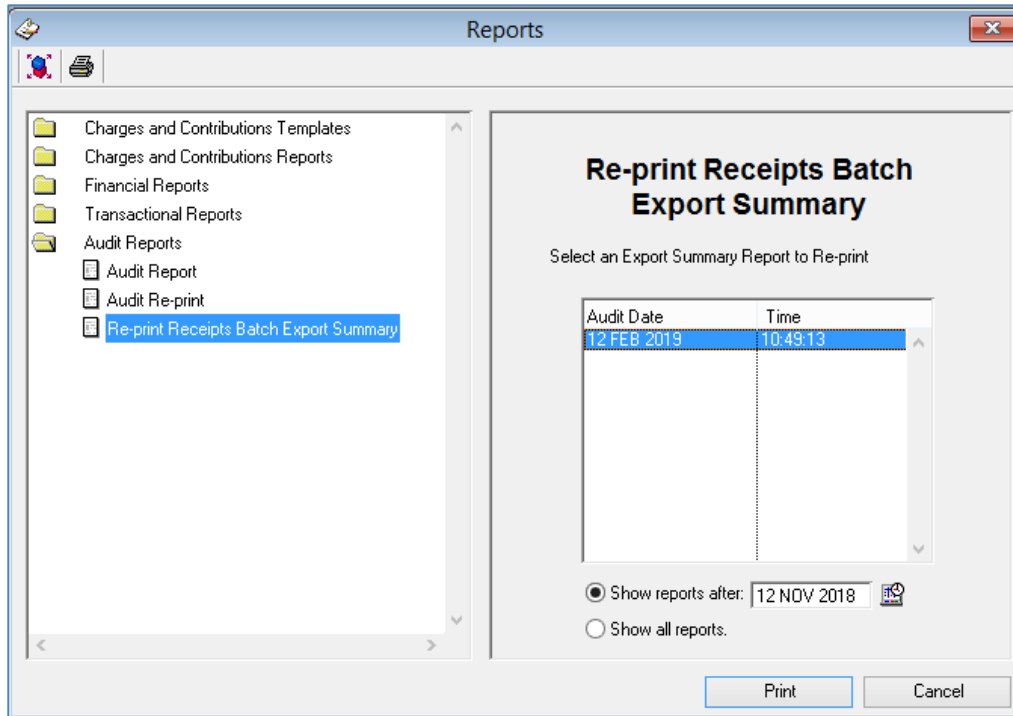 Reports
Charges and Contributions Templates
Charges and Contributions Reports
Financial Reports
Transactional Reports
Audit Reports
Audit Report
Audit Re-print
Re-print Receipts Batch Export Summary
Re-print Receipts Batch
Export Summary
Select an Export Summary Report to Re-print
Audit Date Time
12 FEB 2019 10:49:13
Show reports after: 12 NOV 2018
Show all reports.
Print Cancel